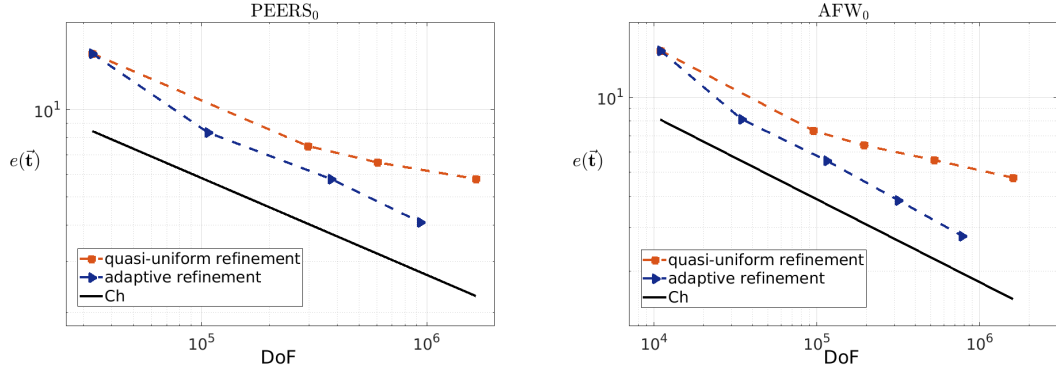 PEERS₀
10¹
e(t⃗)
quasi-uniform refinement
adaptive refinement
Ch
10⁵
10⁶
DoF
AFW₀
10¹
e(t⃗)
quasi-uniform refinement
adaptive refinement
Ch
10⁴
10⁵
10⁶
DoF